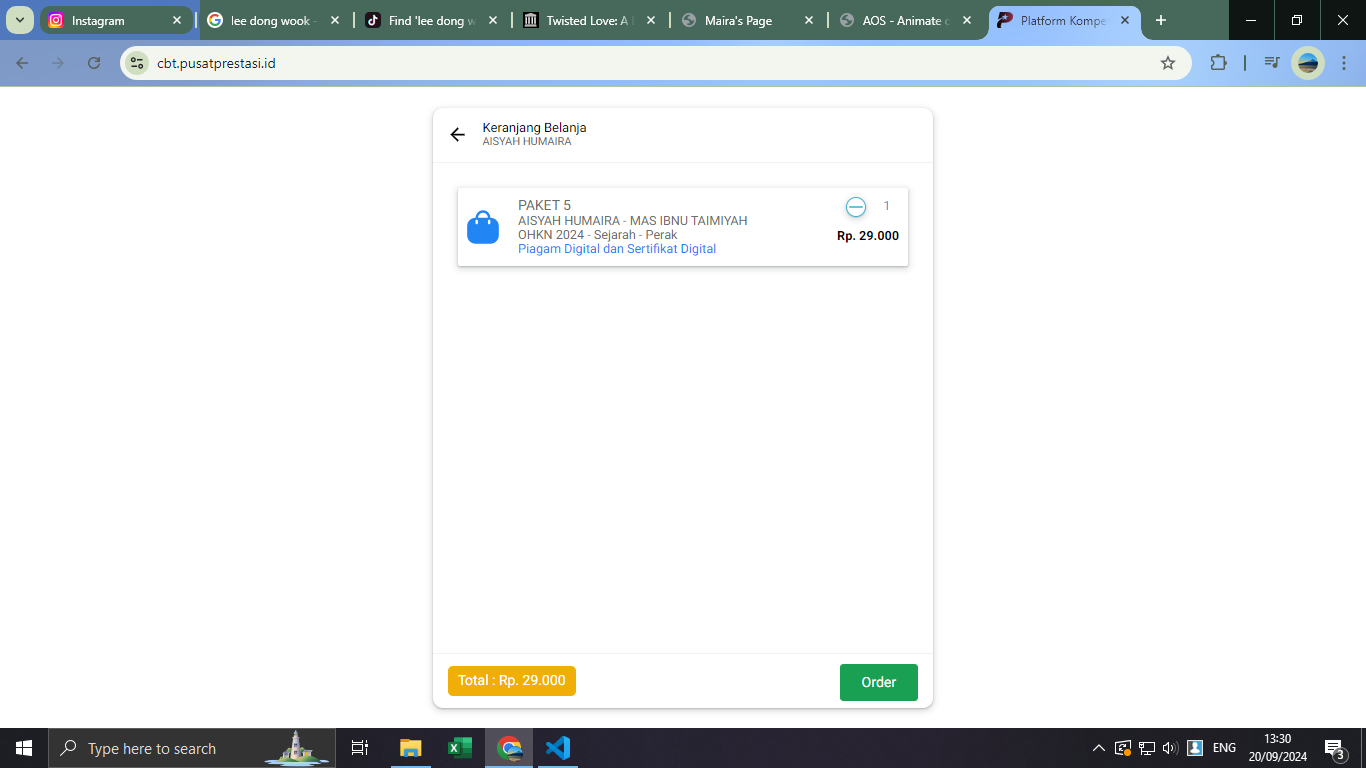 Instagram
lee dong wook -
Find 'lee dong w
Twisted Love: A
Maira's Page
AOS - Animate
Platform Kompe
cbt.pusatprestasi.id
Keranjang Belanja
AISYAH HUMAIRA
PAKET 5
1
AISYAH HUMAIRA - MAS IBNU TAIMIYAH
OHKN 2024 - Sejarah - Perak
Rp. 29.000
Piagam Digital dan Sertifikat Digital
Total : Rp. 29.000
Order
Type here to search
ENG
13:30
20/09/2024
3